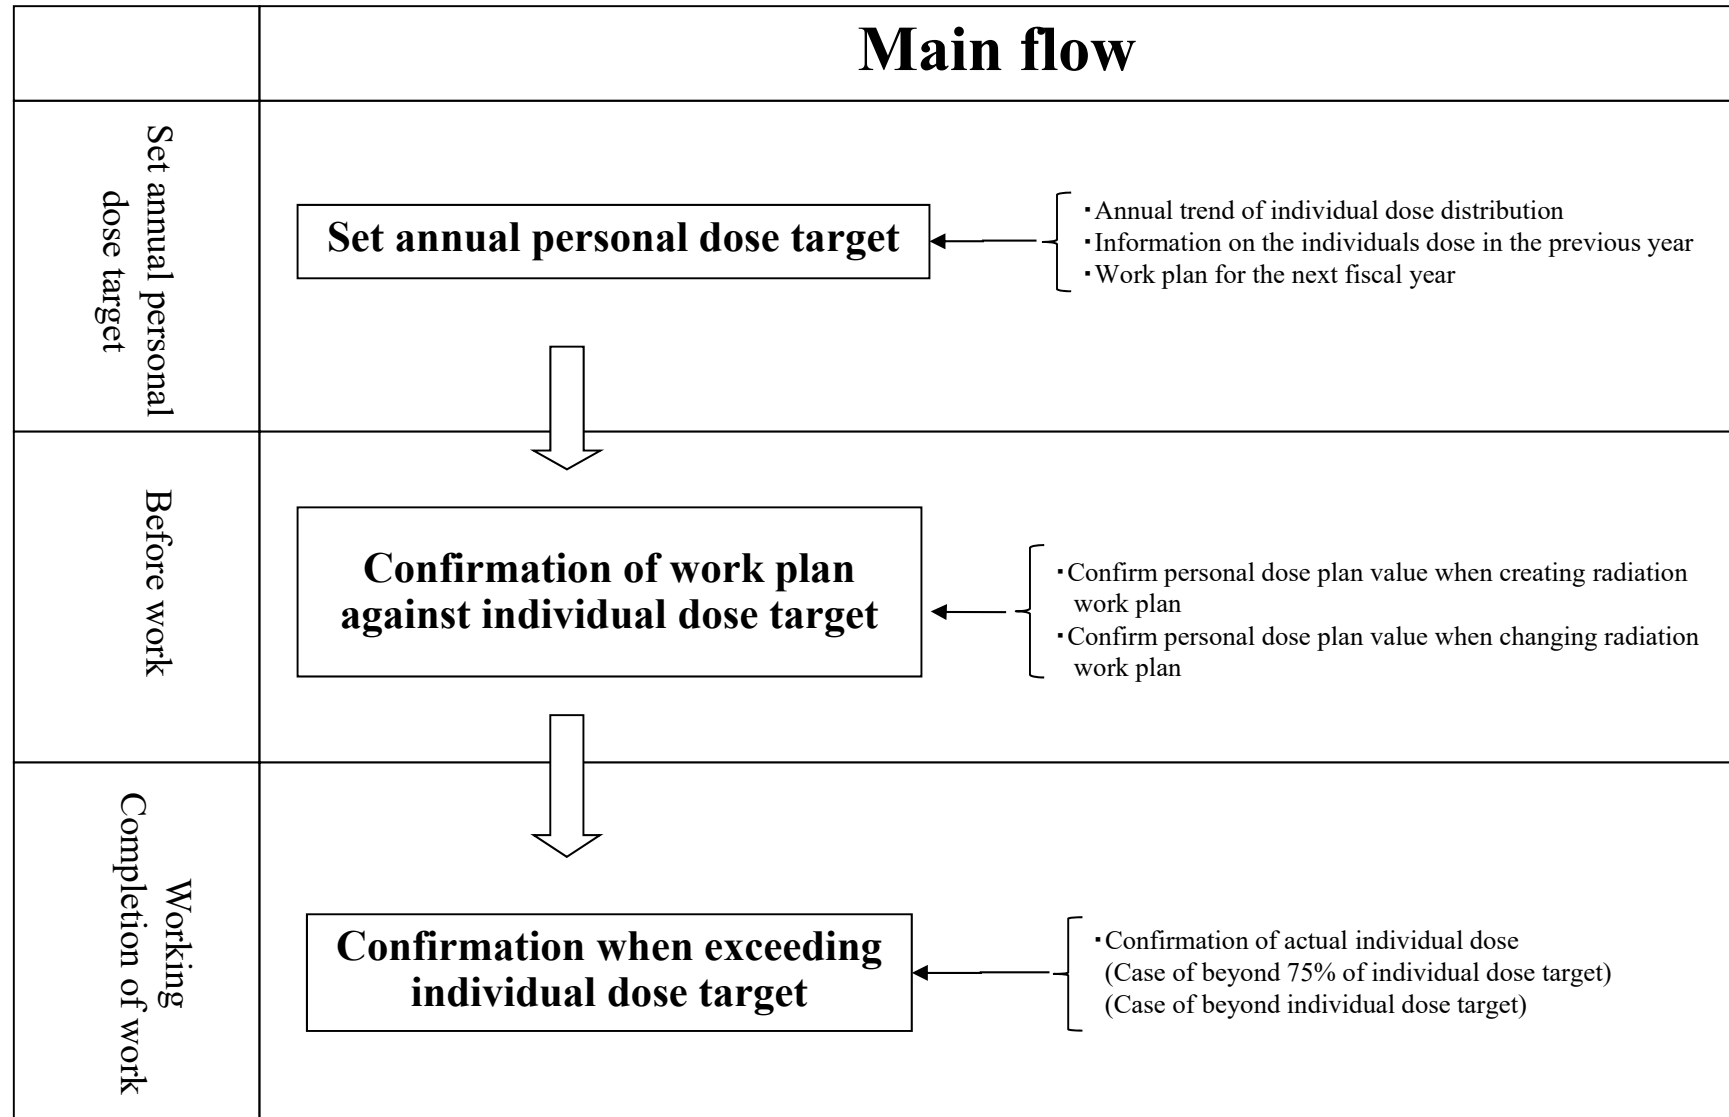 Main flow
Set annual personal
dose target
Set annual personal dose target
・Annual trend of individual dose distribution
・Information on the individuals dose in the previous year
・Work plan for the next fiscal year
Before work
Confirmation of work plan
against individual dose target
・Confirm personal dose plan value when creating radiation
work plan
・Confirm personal dose plan value when changing radiation
work plan
Working
Completion of work
Confirmation when exceeding
individual dose target
・Confirmation of actual individual dose
(Case of beyond 75% of individual dose target)
(Case of beyond individual dose target)